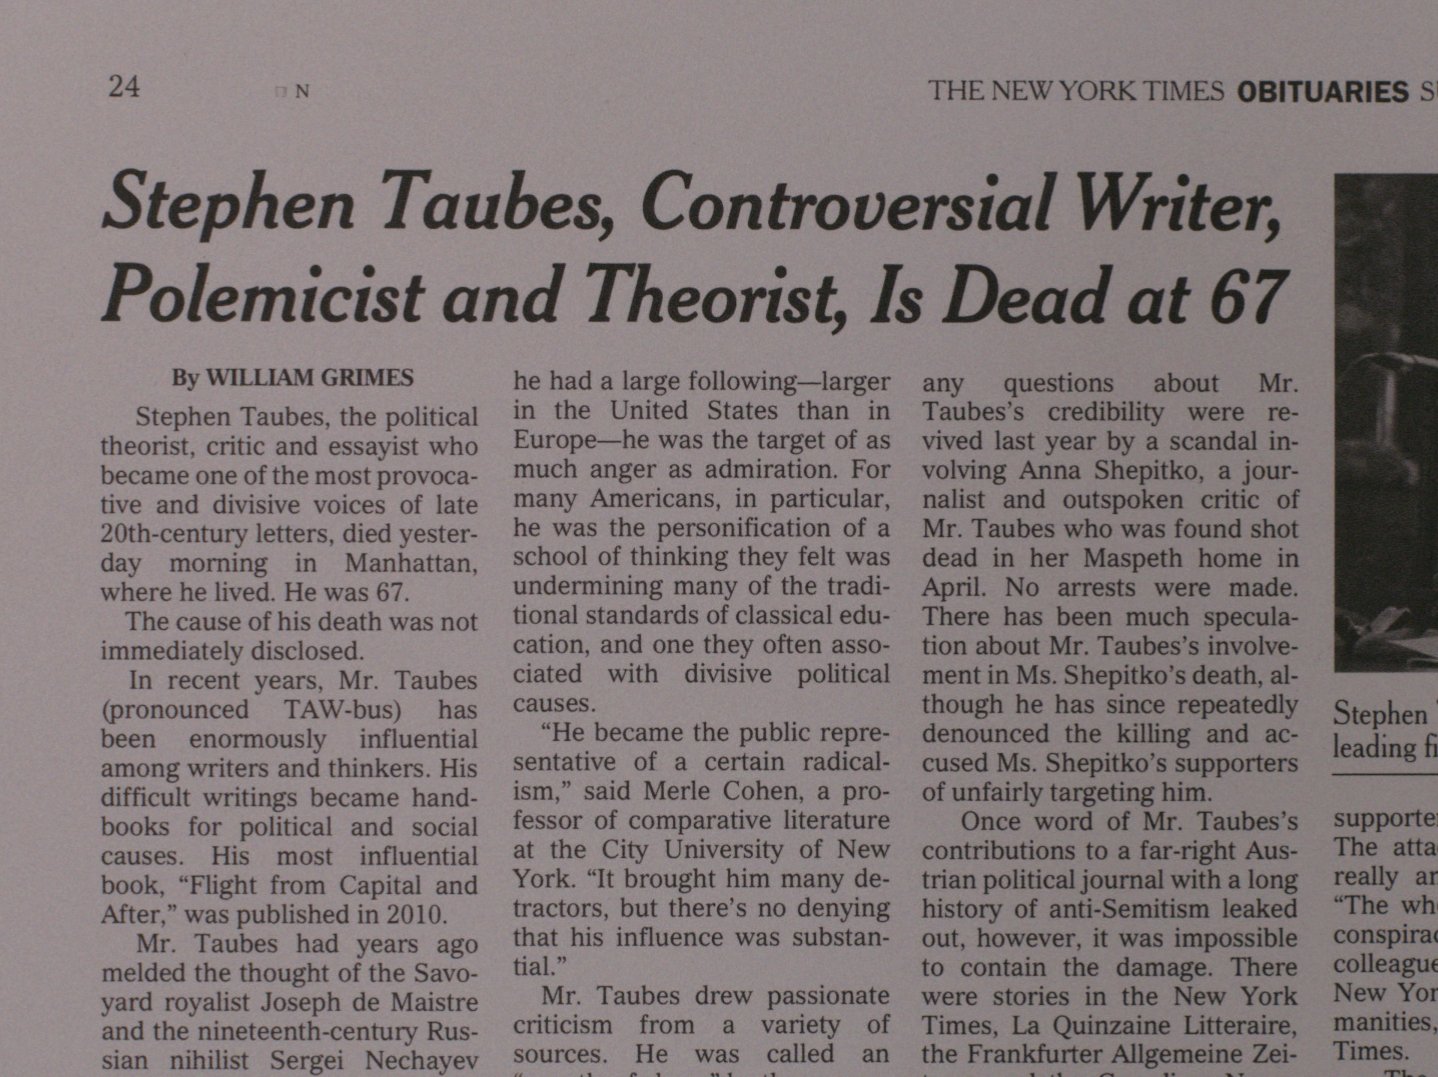 24
N
THE NEW YORK TIMES OBITUARIES
Stephen Taubes, Controversial Writer,
Polemicist and Theorist, Is Dead at 67
By WILLIAM GRIMES
Stephen Taubes, the political
theorist, critic and essayist who
became one of the most provoca-
tive and divisive voices of late
20th-century letters, died yester-
day morning in Manhattan,
where he lived. He was 67.
The cause of his death was not
immediately disclosed.
In recent years, Mr. Taubes
(pronounced TAW-bus) has
been enormously influential
among writers and thinkers. His
difficult writings became hand-
books for political and social
causes. His most influential
book, “Flight from Capital and
After,” was published in 2010.
Mr. Taubes had years ago
melded the thought of the Savo-
yard royalist Joseph de Maistre
and the nineteenth-century Rus-
sian nihilist Sergei Nechayev
he had a large following—larger
in the United States than in
Europe—he was the target of as
much anger as admiration. For
many Americans, in particular,
he was the personification of a
school of thinking they felt was
undermining many of the tradi-
tional standards of classical edu-
cation, and one they often asso-
ciated with divisive political
causes.
“He became the public repre-
sentative of a certain radical-
ism,” said Merle Cohen, a pro-
fessor of comparative literature
at the City University of New
York. “It brought him many de-
tractors, but there’s no denying
that his influence was substan-
tial.”
Mr. Taubes drew passionate
criticism from a variety of
sources. He was called an
any questions about Mr.
Taubes’s credibility were re-
vived last year by a scandal in-
volving Anna Shepitko, a jour-
nalist and outspoken critic of
Mr. Taubes who was found shot
dead in her Maspeth home in
April. No arrests were made.
There has been much specula-
tion about Mr. Taubes’s involve-
ment in Ms. Shepitko’s death, al-
though he has since repeatedly
denounced the killing and ac-
cused Ms. Shepitko’s supporters
of unfairly targeting him.
Once word of Mr. Taubes’s
contributions to a far-right Aus-
trian political journal with a long
history of anti-Semitism leaked
out, however, it was impossible
to contain the damage. There
were stories in the New York
Times, La Quinzaine Litteraire,
the Frankfurter Allgemeine Zei-
Stephen
leading
supporte
The atta
really
“The wh
conspirac
colleague
New Yor
manities,
Times.
The